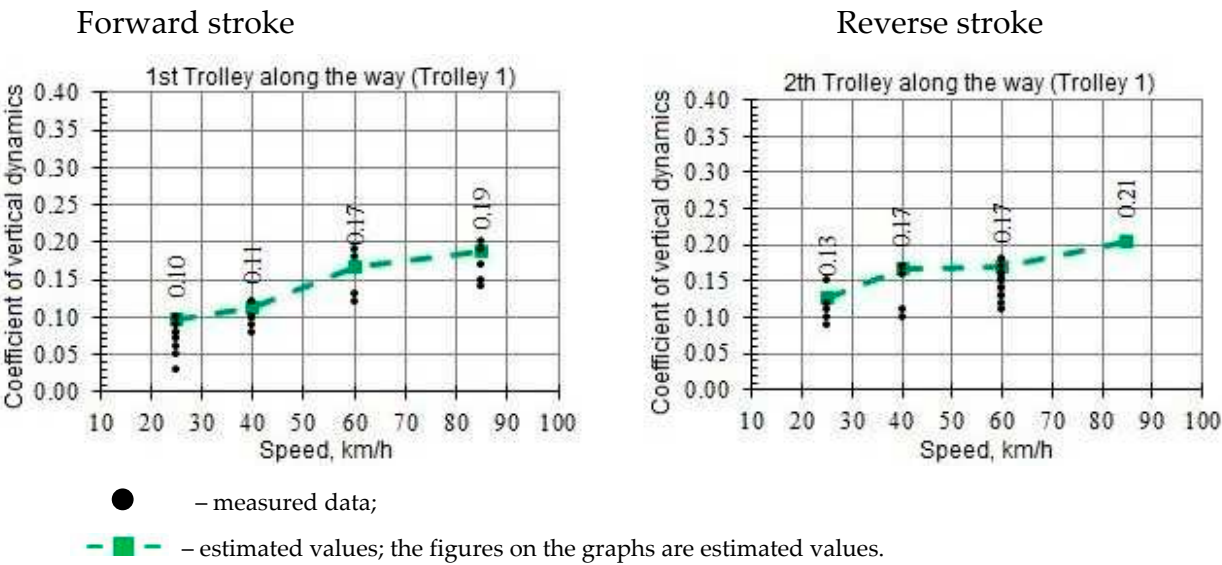 Forward stroke
Reverse stroke
1st Trolley along the way (Trolley 1)
Coefficient of vertical dynamics
0.40
0.35
0.30
0.25
0.20
0.15
0.10
0.05
0.00
0.10
0.11
0.17
0.19
10 20 30 40 50 60 70 80 90 100
Speed, km/h
2th Trolley along the way (Trolley 1)
Coefficient of vertical dynamics
0.40
0.35
0.30
0.25
0.20
0.15
0.10
0.05
0.00
0.13
0.17
0.17
0.21
10 20 30 40 50 60 70 80 90 100
Speed, km/h
– measured data;
– estimated values; the figures on the graphs are estimated values.